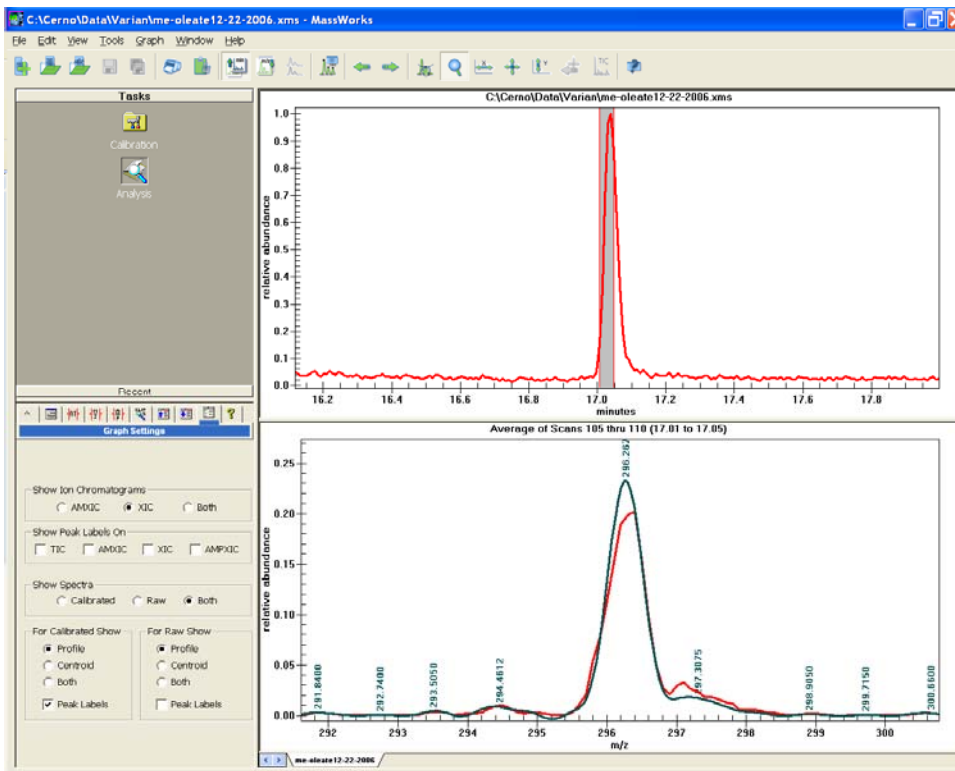 C:\Cerno\Data\Varian\me-oleate12-22-2006.xms - MassWorks
File Edit View Tools Graph Window Help
Tasks
Calibration
Analysis
Recent
Graph Settings
Show Ion Chromatograms
AMXIC XIC Both
Show Peak Labels On
TIC AMXIC XIC AMPXIC
Show Spectra
Calibrated Raw Both
For Calibrated Show For Raw Show
Profile Profile
Centroid Centroid
Both Both
Peak Labels Peak Labels
C:\Cerno\Data\Varian\me-oleate12-22-2006.xms
relative abundance
1.0
0.9
0.8
0.7
0.6
0.5
0.4
0.3
0.2
0.1
0.0
16.2 16.4 16.6 16.8 17.0 17.2 17.4 17.6 17.8
minutes
Average of Scans 105 thru 110 (17.01 to 17.05)
relative abundance
0.25
0.20
0.15
0.10
0.05
0.00
291.8400
292.7400
293.5050
294.4612
296.262
297.3075
298.9050
299.7150
300.6600
292 293 294 295 296 297 298 299 300
m/z
me-oleate12-22-2006